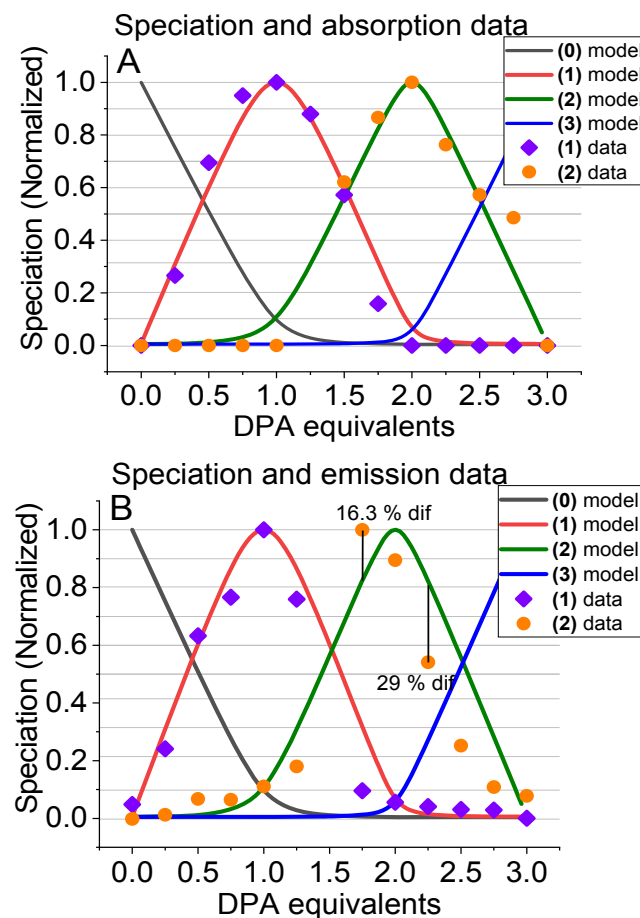 Speciation and absorption data
A
(0) model
(1) model
(2) model
(3) model
(1) data
(2) data
Speciation (Normalized)
1.0
0.8
0.6
0.4
0.2
0.0
0.0 0.5 1.0 1.5 2.0 2.5 3.0
DPA equivalents
Speciation and emission data
B
16.3 % dif
(0) model
(1) model
(2) model
(3) model
(1) data
(2) data
29 % dif
Speciation (Normalized)
1.0
0.8
0.6
0.4
0.2
0.0
0.0 0.5 1.0 1.5 2.0 2.5 3.0
DPA equivalents